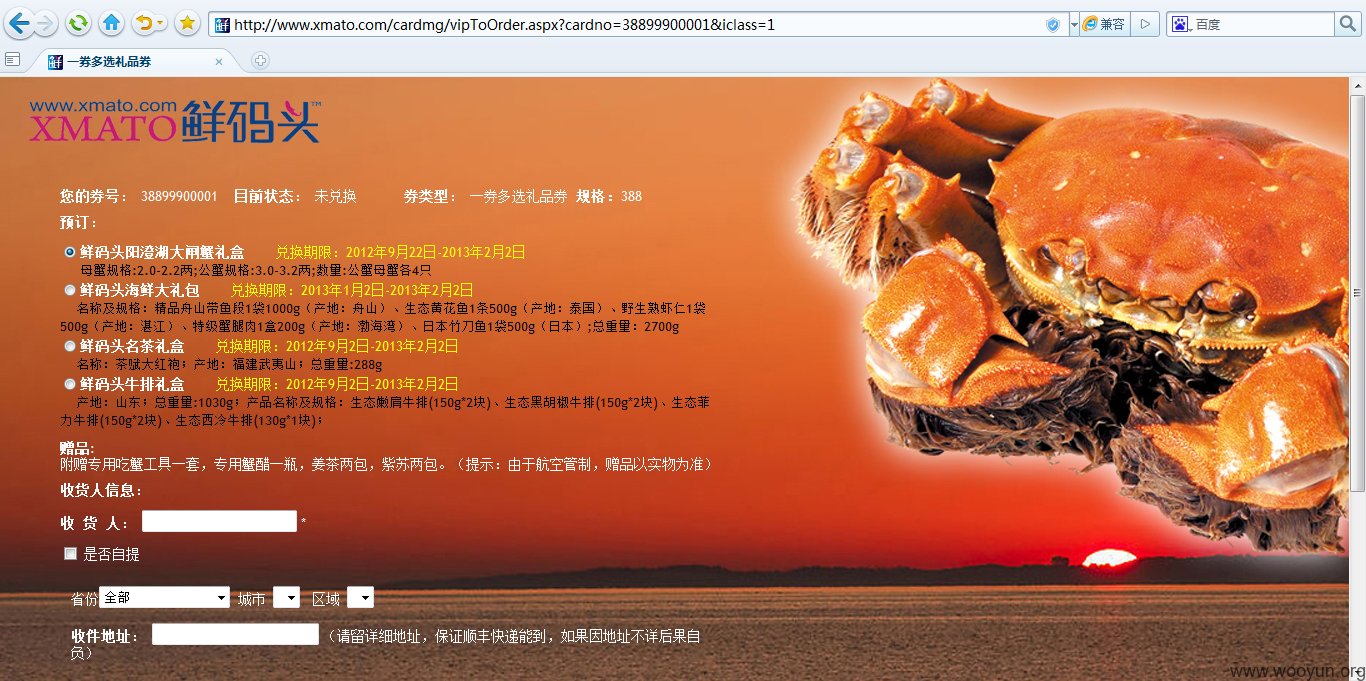 http://www.xmato.com/cardmg/vipToOrder.aspx?cardno=38899900001&iclass=1
兼容
百度
一券多选礼品券
www.xmato.com
XMATO鲜码头™
您的券号： 38899900001 目前状态： 未兑换 券类型： 一券多选礼品券 规格：388
预订：
鲜码头阳澄湖大闸蟹礼盒 兑换期限：2012年9月22日-2013年2月2日
母蟹规格:2.0-2.2两;公蟹规格:3.0-3.2两;数量:公蟹母蟹各4只
鲜码头海鲜大礼包 兑换期限：2013年1月2日-2013年2月2日
名称及规格：精品舟山带鱼段1袋1000g（产地：舟山）、生态黄花鱼1条500g（产地：泰国）、野生熟虾仁1袋
500g（产地：湛江）、特级蟹腿肉1盒200g（产地：渤海湾）、日本竹刀鱼1袋500g（日本）;总重量：2700g
鲜码头名茶礼盒 兑换期限：2012年9月2日-2013年2月2日
名称：茶赋大红袍；产地：福建武夷山；总重量:288g
鲜码头牛排礼盒 兑换期限：2012年9月2日-2013年2月2日
产地：山东；总重量:1030g；产品名称及规格：生态嫩肩牛排(150g*2块)、生态黑胡椒牛排(150g*2块)、生态菲
力牛排(150g*2块)、生态西冷牛排(130g*1块)；
赠品:
附赠专用吃蟹工具一套，专用蟹醋一瓶，姜茶两包，紫苏两包。（提示：由于航空管制，赠品以实物为准）
收货人信息：
收 货 人： *
是否自提
省份 全部 城市 区域
收件地址： （请留详细地址，保证顺丰快递能到，如果因地址不详后果自
负）
www.wooyun.org